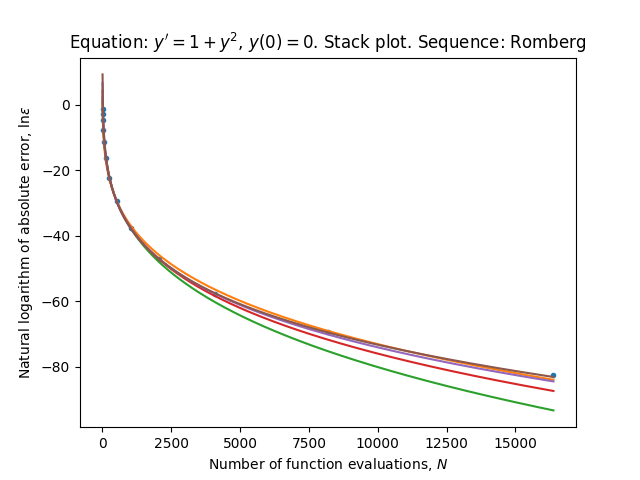 Equation: y′ = 1 + y², y(0) = 0. Stack plot. Sequence: Romberg
Natural logarithm of absolute error, lnε
0
−20
−40
−60
−80
0 2500 5000 7500 10000 12500 15000
Number of function evaluations, N